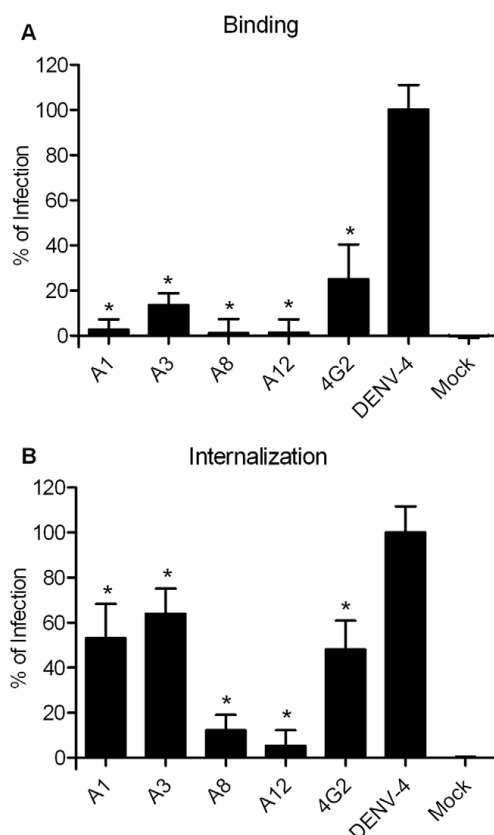 A
Binding
% of Infection
120
100
80
60
40
20
0
*
*
*
*
*
A1
A3
A8
A12
4G2
DENV-4
Mock
B
Internalization
% of Infection
120
100
80
60
40
20
0
*
*
*
*
*
A1
A3
A8
A12
4G2
DENV-4
Mock